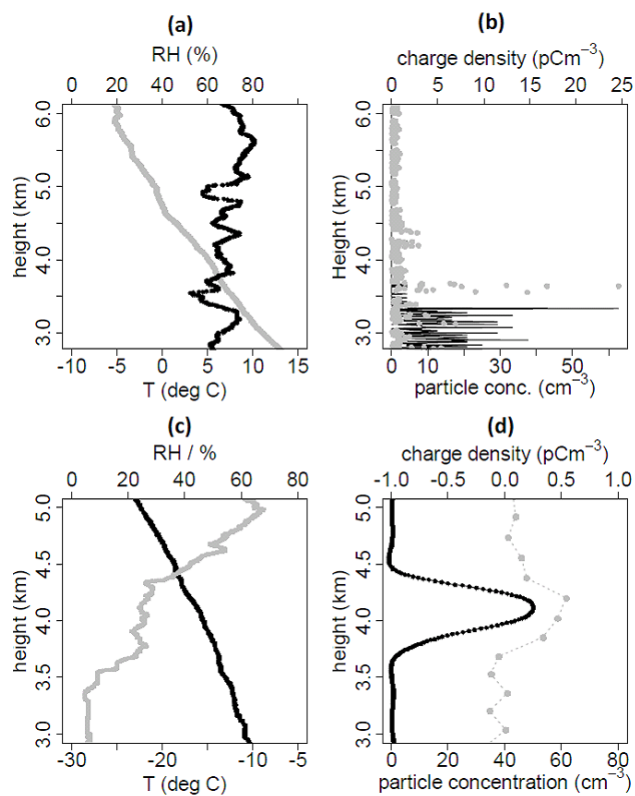 (a)
RH (%)
0 20 40 60 80
height (km)
3.0 4.0 5.0 6.0
-10 -5 0 5 10 15
T (deg C)
(b)
charge density (pCm⁻³)
0 5 10 15 20 25
Height (km)
3.0 4.0 5.0 6.0
0 10 30 50
particle conc. (cm⁻³)
(c)
RH / %
0 20 40 60 80
height (km)
3.0 3.5 4.0 4.5 5.0
-30 -25 -20 -15 -10 -5
T (deg C)
(d)
charge density (pCm⁻³)
-1.0 -0.5 0.0 0.5 1.0
height (km)
3.0 3.5 4.0 4.5 5.0
0 20 40 60 80
particle concentration (cm⁻³)